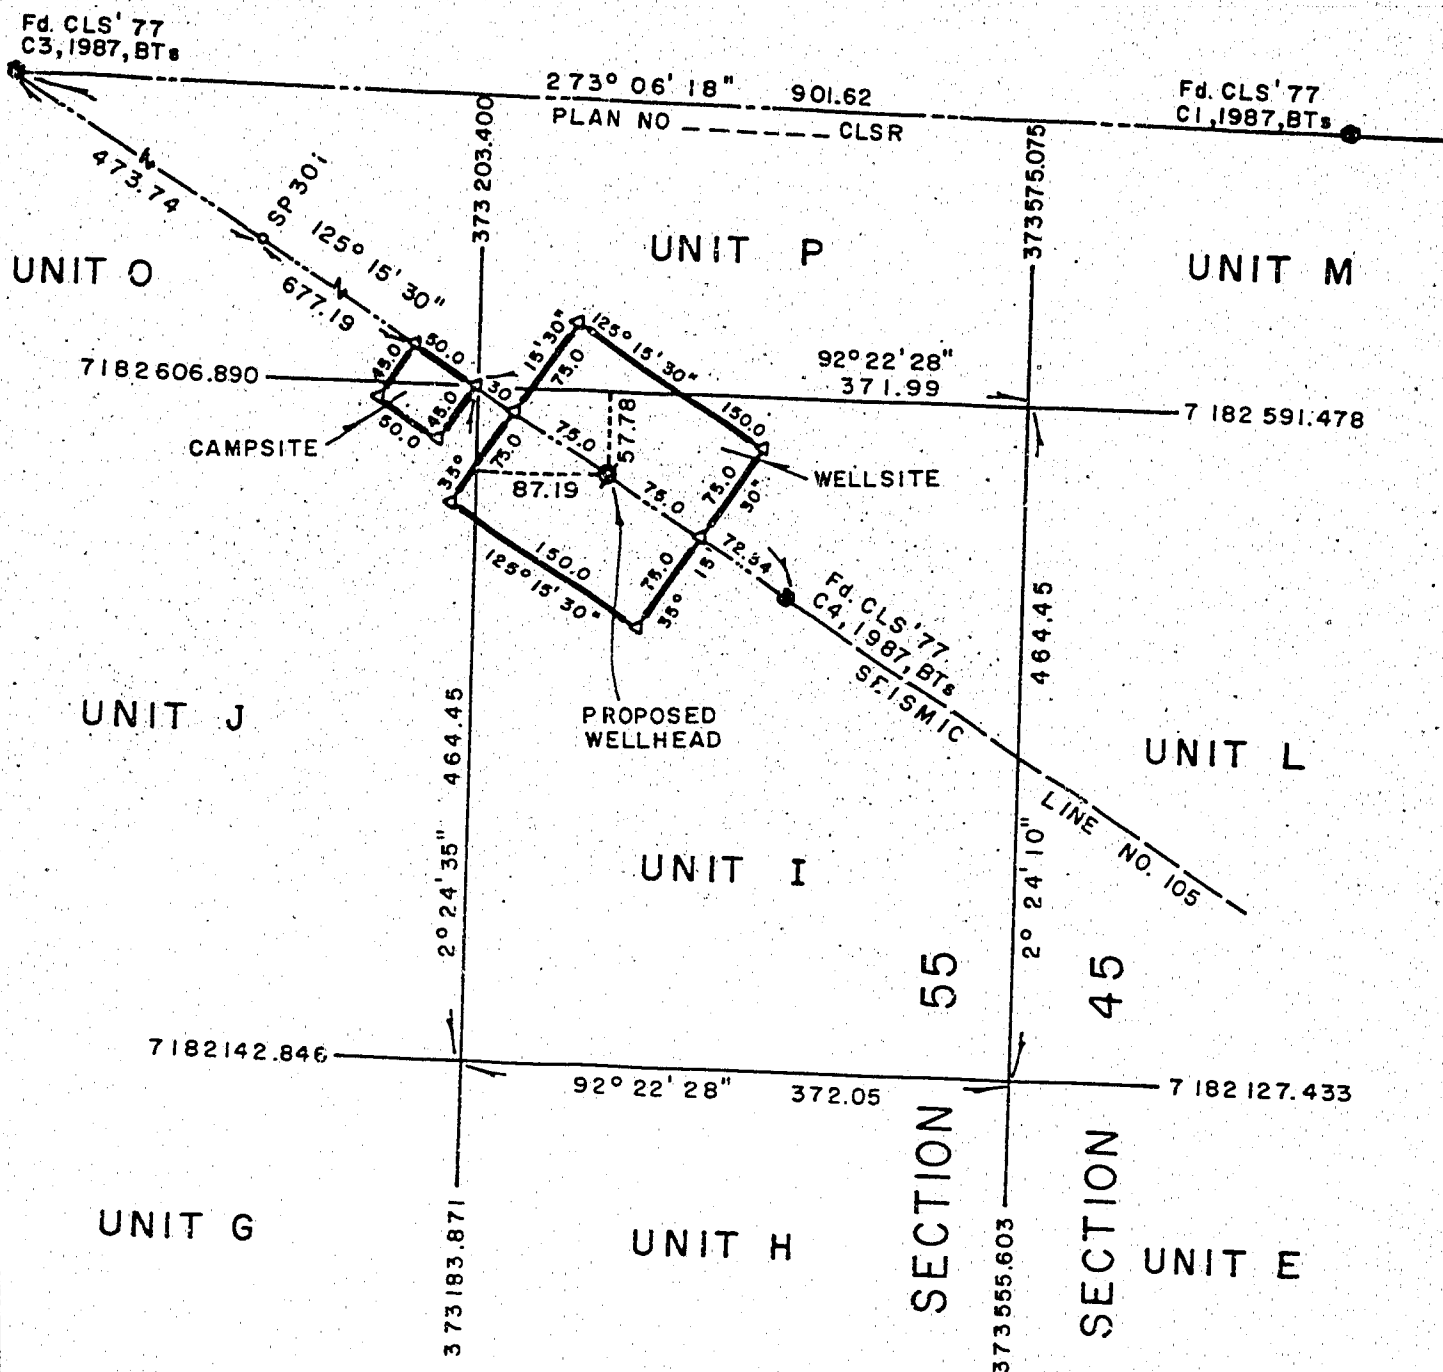 Fd. CLS'77
C3,1987,BTs
273° 06' 18" 901.62
PLAN NO ______ CLSR
Fd. CLS'77
C1,1987,BTs
473.74
SP30i
125° 15' 30"
677.19
373 203.400
373575.075
UNIT O
UNIT P
UNIT M
7182606.890
50.0
45.0
45.0
50.0
CAMPSITE
30
15'30"
75.0
125° 15' 30"
150.0
92° 22' 28"
371.99
7 182 591.478
75.0
57.78
75.0
35°
87.19
75.0
75.0
30"
WELLSITE
150.0
125° 15' 30"
75.0
15'
35°
Fd. CLS'77
C4, 1987, BTs
SEISMIC
LINE NO. 105
PROPOSED
WELLHEAD
UNIT J
464.45
2° 24' 35"
UNIT I
464.45
2° 24' 10"
UNIT L
55
45
7182142.846
92° 22' 28" 372.05
7 182 127.433
SECTION
SECTION
UNIT G
373183.871
UNIT H
373555.603
UNIT E